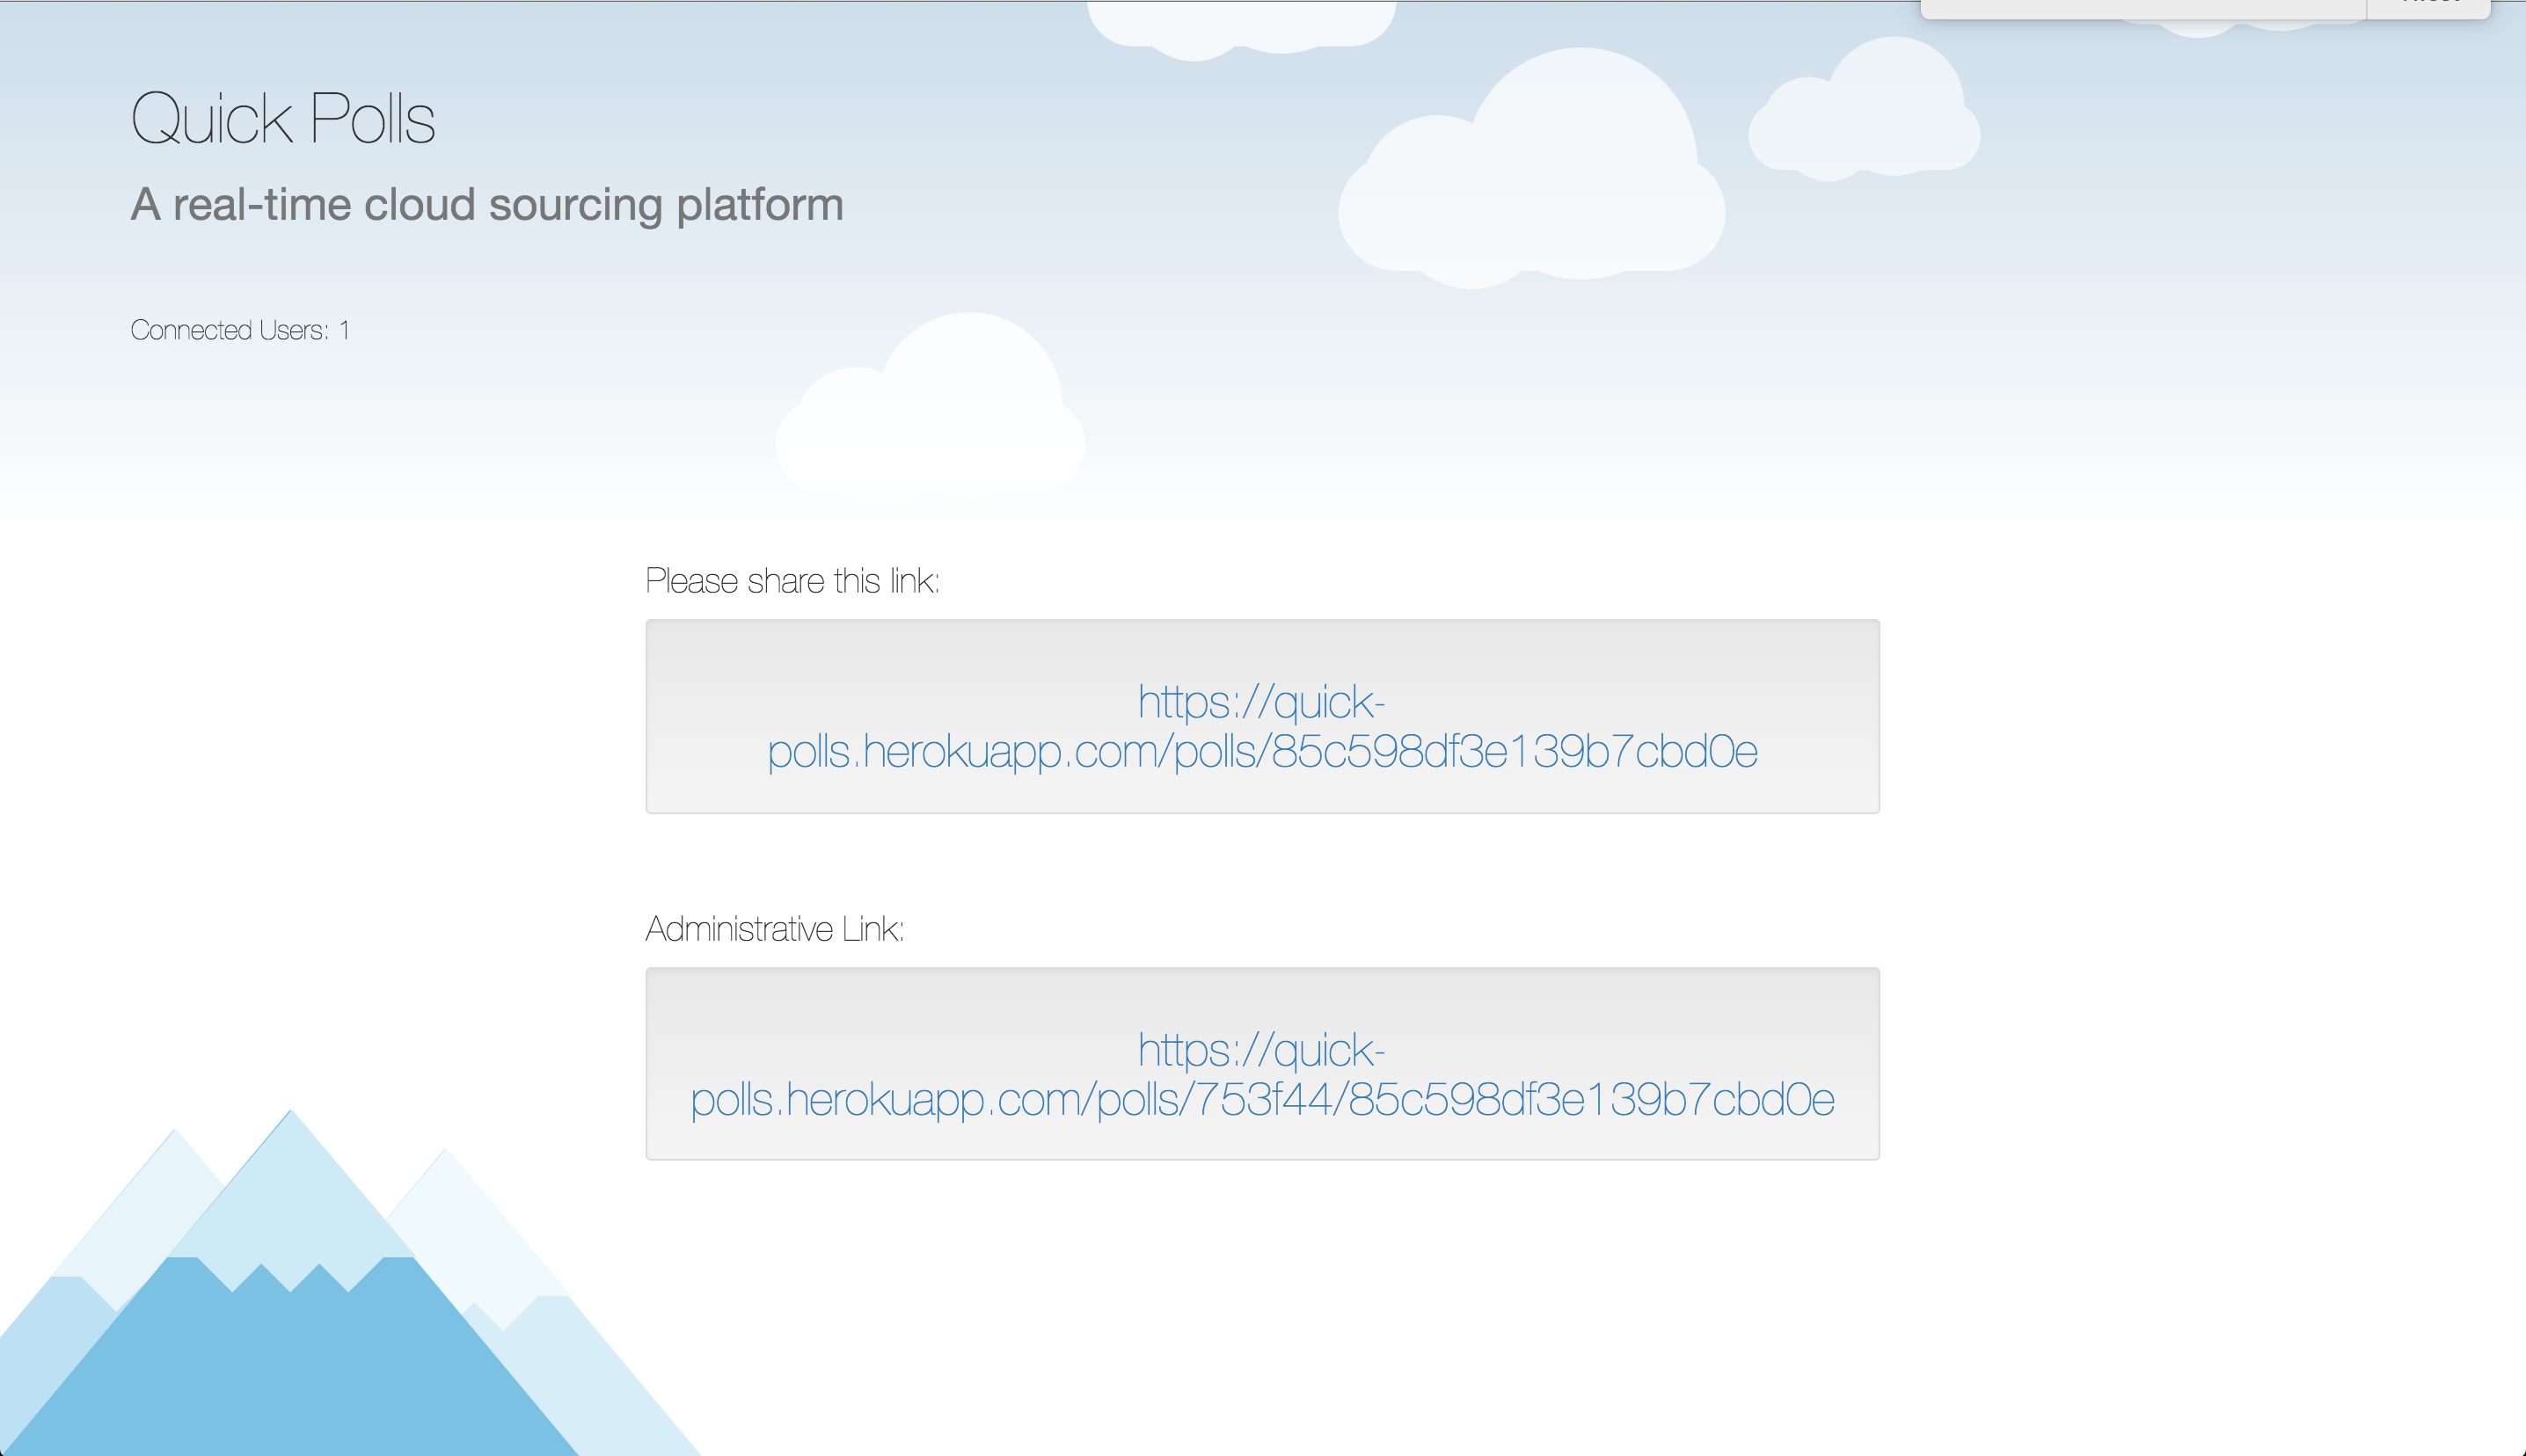 Quick Polls
A real-time cloud sourcing platform
Connected Users: 1
Please share this link:
https://quick-
polls.herokuapp.com/polls/85c598df3e139b7cbd0e
Administrative Link:
https://quick-
polls.herokuapp.com/polls/753f44/85c598df3e139b7cbd0e